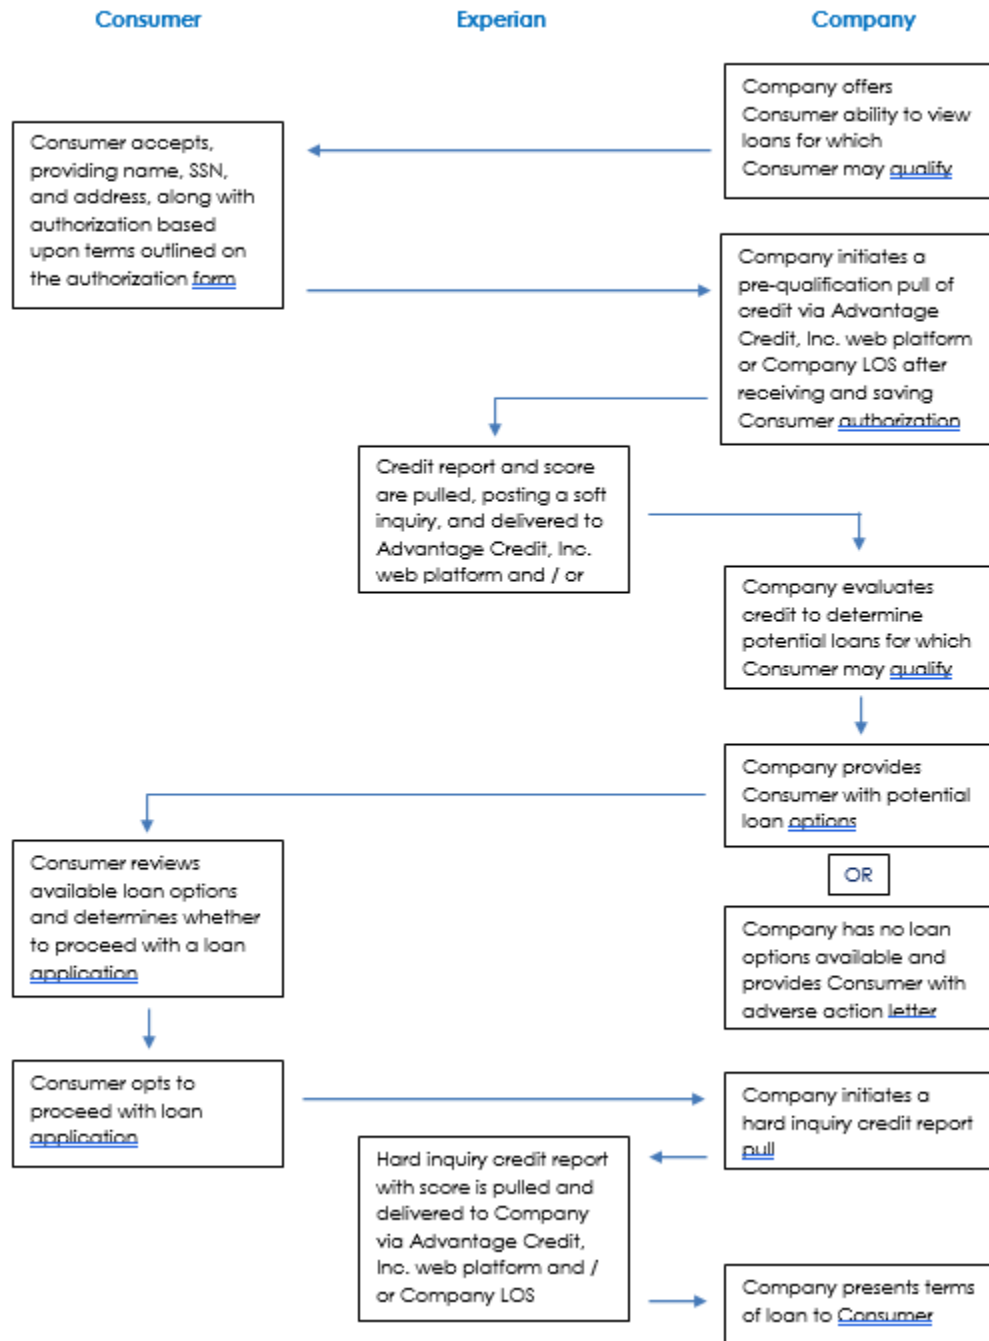 Consumer
Experian
Company
Company offers
Consumer ability to view
loans for which
Consumer may qualify
Consumer accepts,
providing name, SSN,
and address, along with
authorization based
upon terms outlined on
the authorization form
Company initiates a
pre-qualification pull of
credit via Advantage
Credit, Inc. web platform
or Company LOS after
receiving and saving
Consumer authorization
Credit report and score
are pulled, posting a soft
inquiry, and delivered to
Advantage Credit, Inc.
web platform and / or
Company evaluates
credit to determine
potential loans for which
Consumer may qualify
Company provides
Consumer with potential
loan options
OR
Company has no loan
options available and
provides Consumer with
adverse action letter
Consumer reviews
available loan options
and determines whether
to proceed with a loan
application
Consumer opts to
proceed with loan
application
Company initiates a
hard inquiry credit report
pull
Hard inquiry credit report
with score is pulled and
delivered to Company
via Advantage Credit,
Inc. web platform and /
or Company LOS
Company presents terms
of loan to Consumer